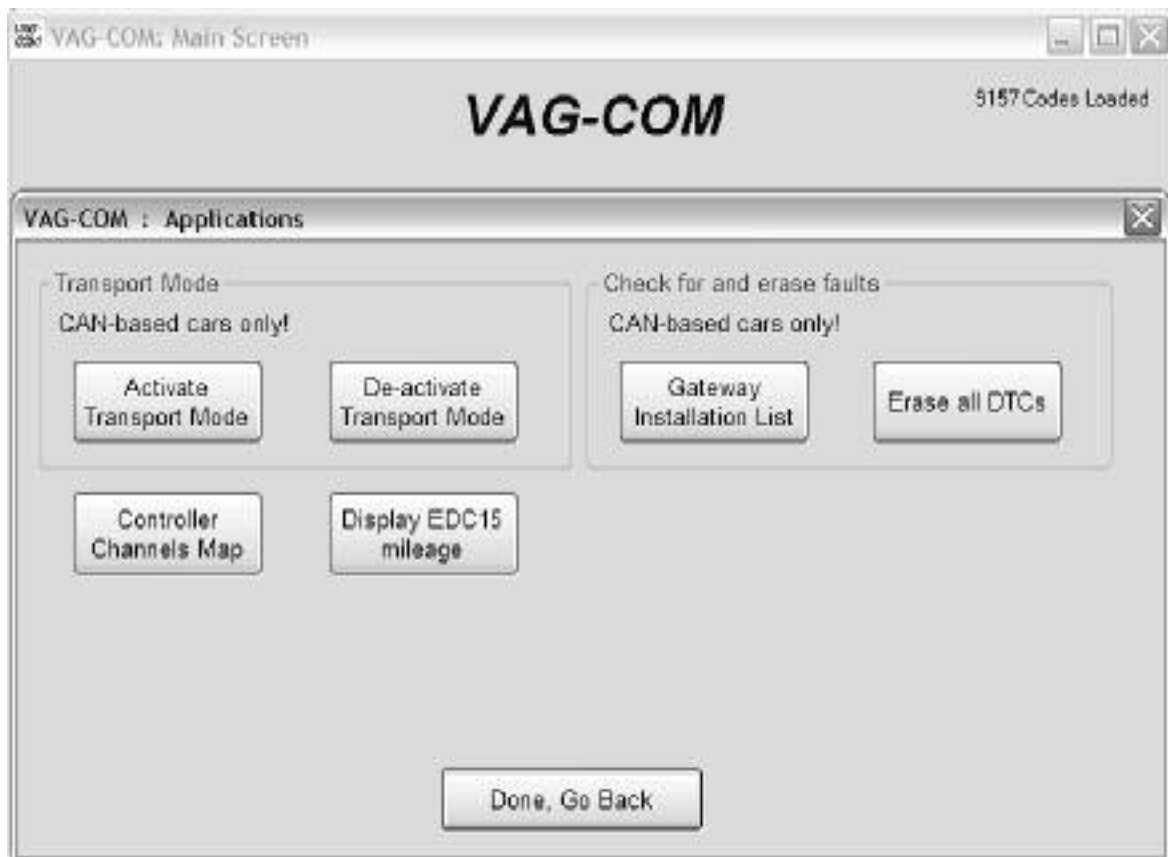 VAG-COM: Main Screen
VAG-COM
9157 Codes Loaded
VAG-COM : Applications
Transport Mode
CAN-based cars only!
Activate
Transport Mode
De-activate
Transport Mode
Check for and erase faults
CAN-based cars only!
Gateway
Installation List
Erase all DTCs
Controller
Channels Map
Display EDC15
mileage
Done, Go Back